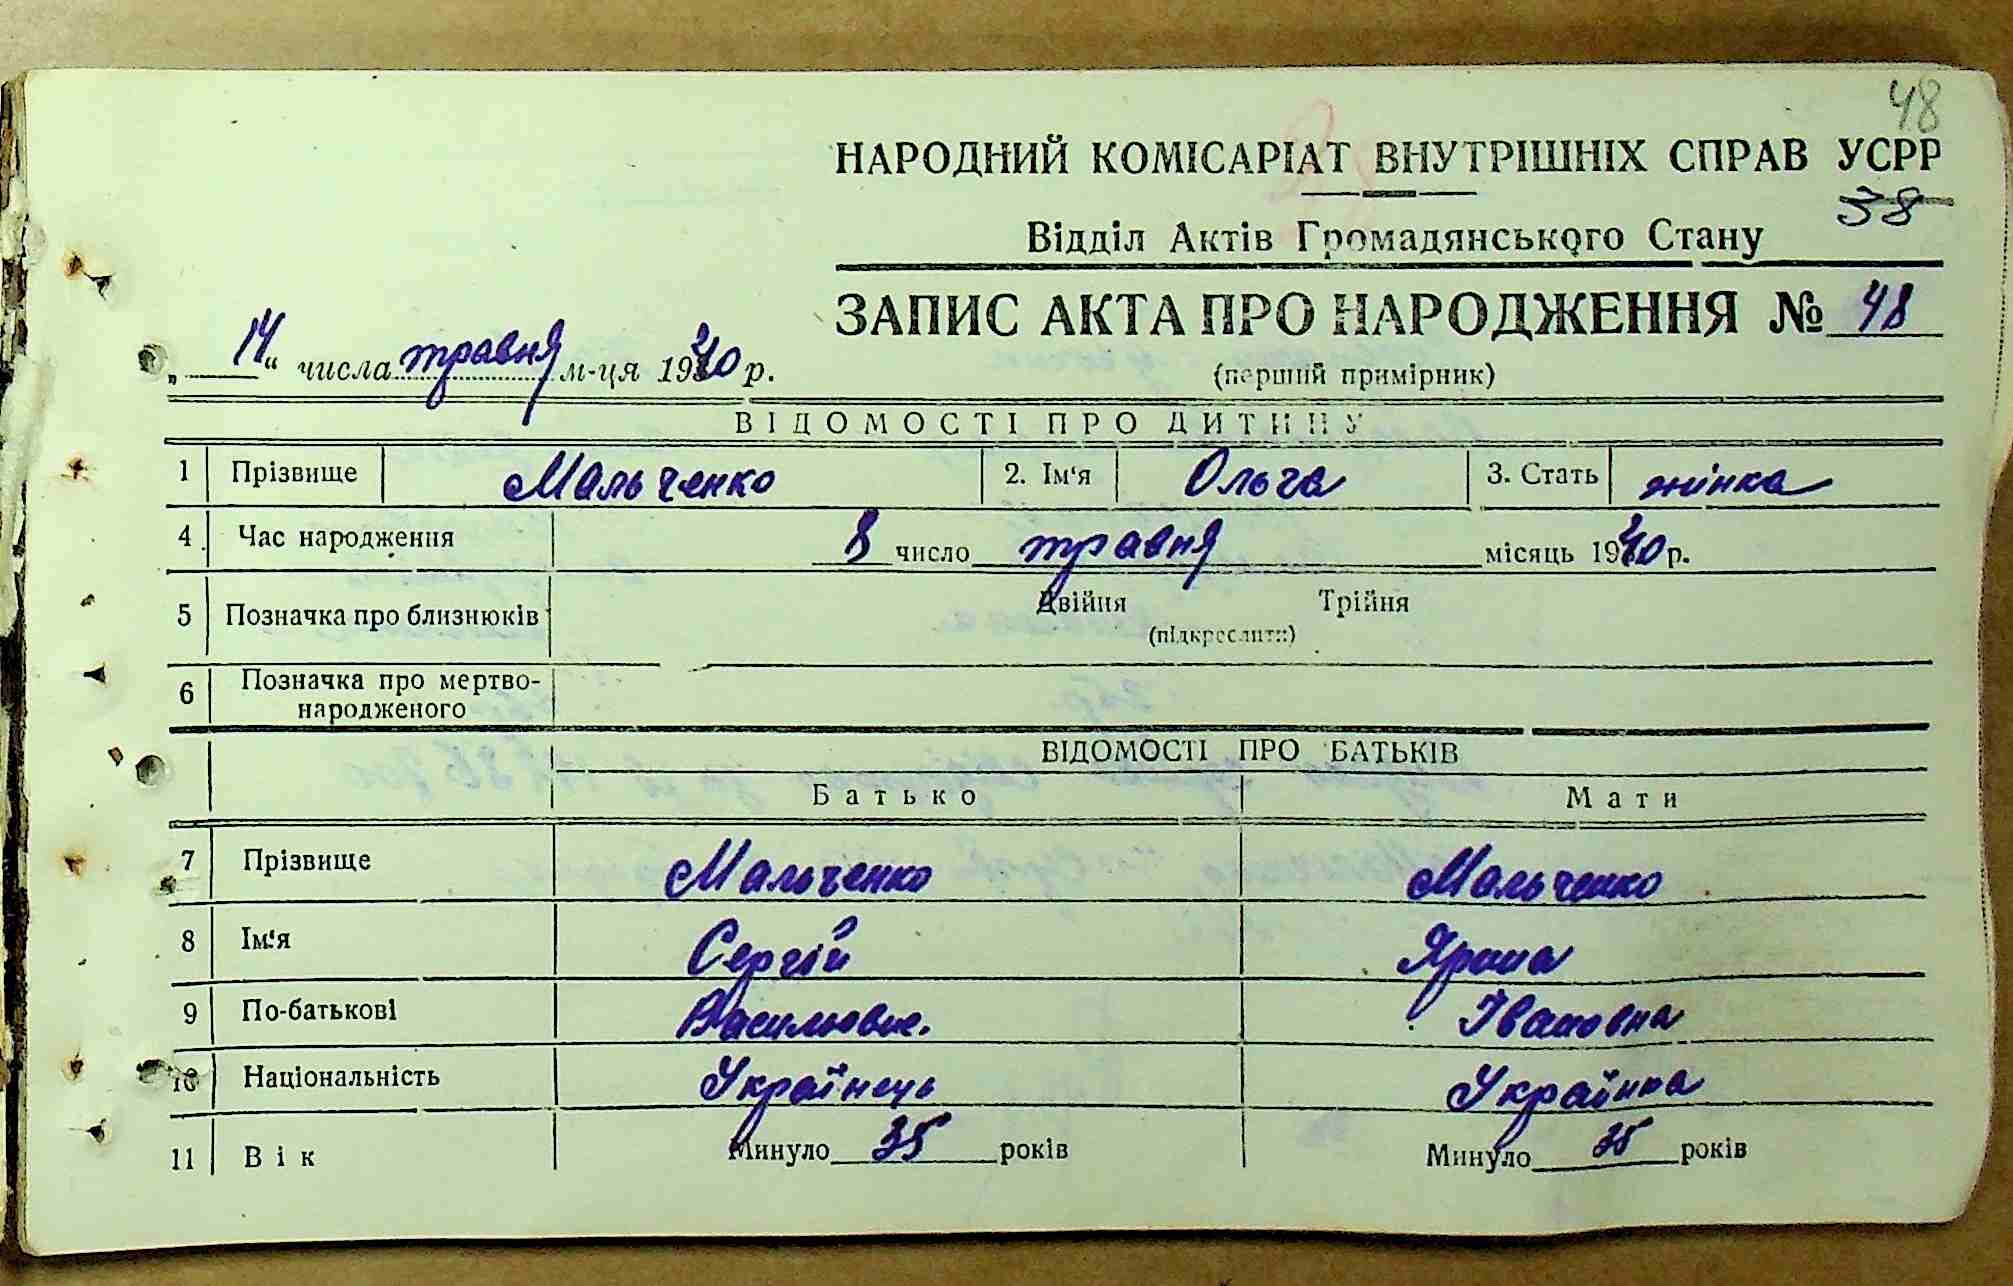 48
НАРОДНИЙ КОМІСАРІАТ ВНУТРІШНІХ СПРАВ УСРР
38
Відділ Актів Громадянського Стану
ЗАПИС АКТА ПРО НАРОДЖЕННЯ № 48
„14“ числа травня м-ця 1940 р.
(перший примірник)
ВІДОМОСТІ ПРО ДИТИНУ
1 Прізвище Мальченко 2. Ім‘я Ольга 3. Стать жінка
4 Час народження 8 число травня місяць 1940 р.
5 Позначка про близнюків Двійня Трійня
(підкреслити)
6 Позначка про мертво-
народженого
ВІДОМОСТІ ПРО БАТЬКІВ
Батько Мати
7 Прізвище Мальченко Мальченко
8 Ім‘я Сергій Ярина
9 По-батькові Василювич. Івановна
10 Національність Українець Українка
11 Вік Минуло 35 років Минуло 35 років